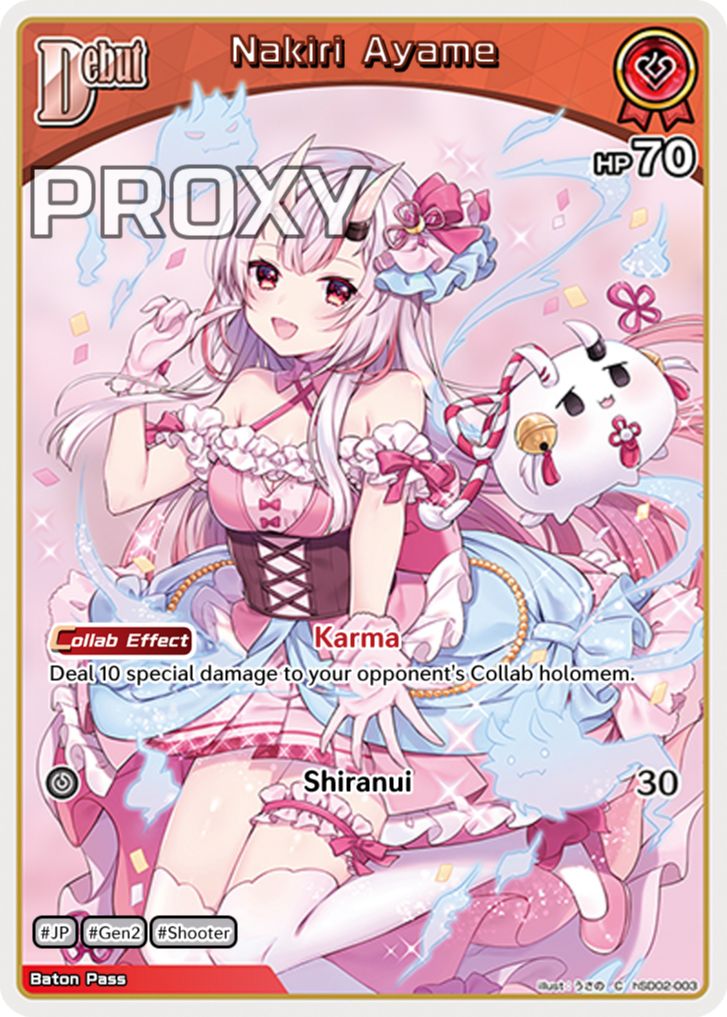 Debut
Nakiri Ayame
HP 70
PROXY
Collab Effect
Karma
Deal 10 special damage to your opponent's Collab holomem.
Shiranui
30
#JP #Gen2 #Shooter
Baton Pass
illust：うさの C hSD02-003